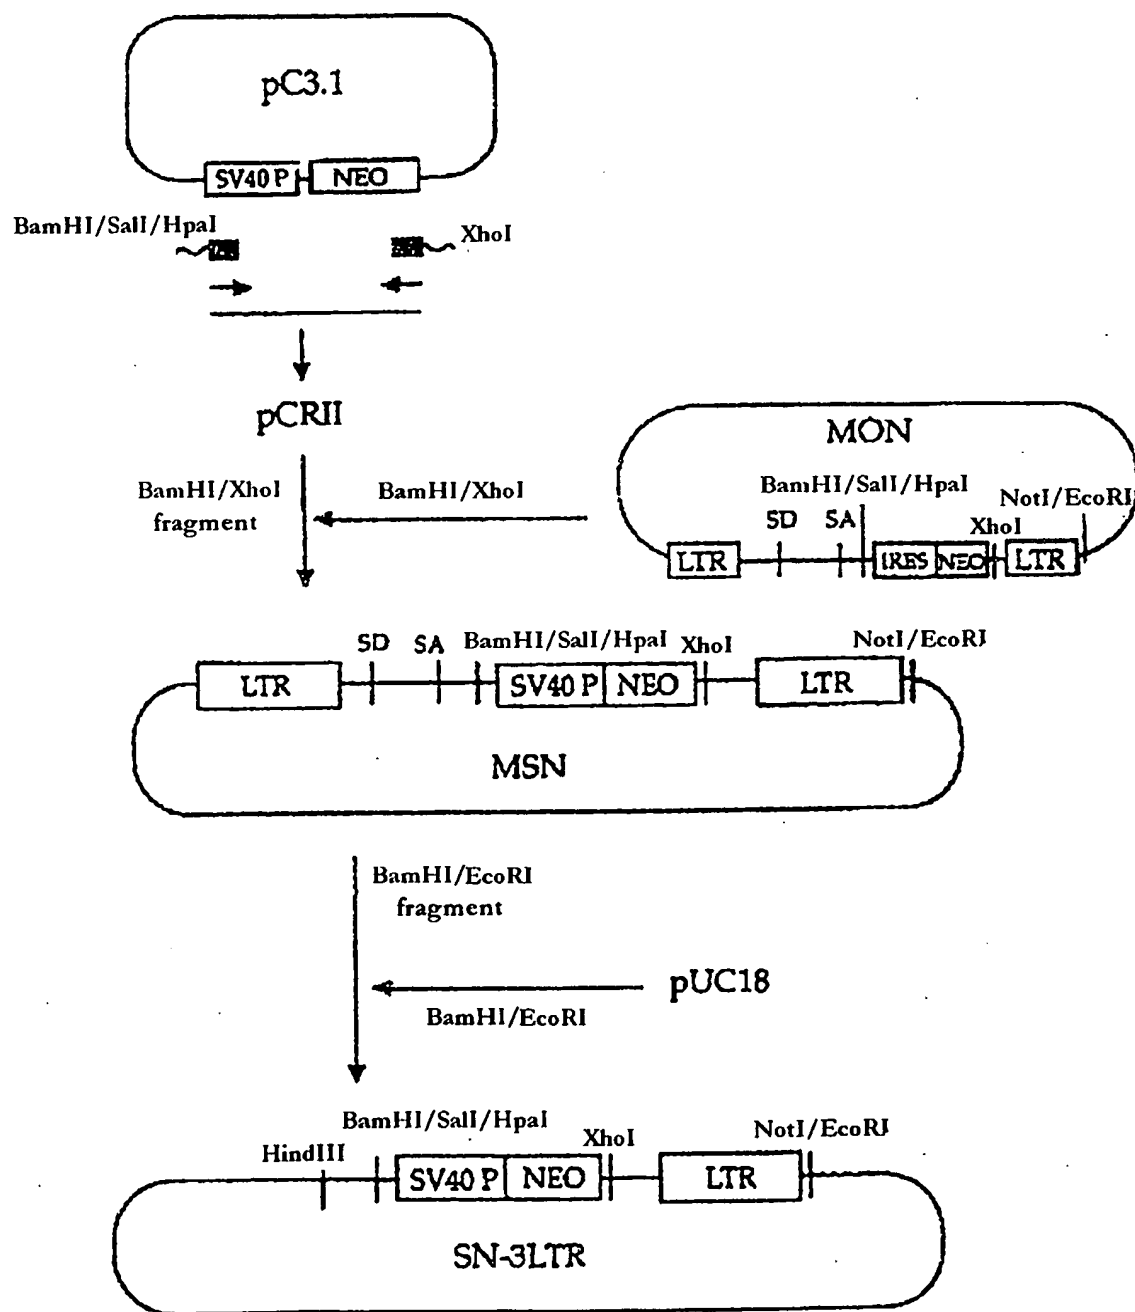 pC3.1
SV40 P NEO
BamHI/SalI/HpaI
XhoI
pCRII
MON
BamHI/XhoI
fragment
BamHI/XhoI
BamHI/SalI/HpaI
NotI/EcoRI
SD SA
XhoI
LTR IRES NEO LTR
SD SA BamHI/SalI/HpaI XhoI NotI/EcoRI
LTR SV40 P NEO LTR
MSN
BamHI/EcoRI
fragment
pUC18
BamHI/EcoRI
BamHI/SalI/HpaI
HindIII XhoI NotI/EcoRI
SV40 P NEO LTR
SN-3LTR